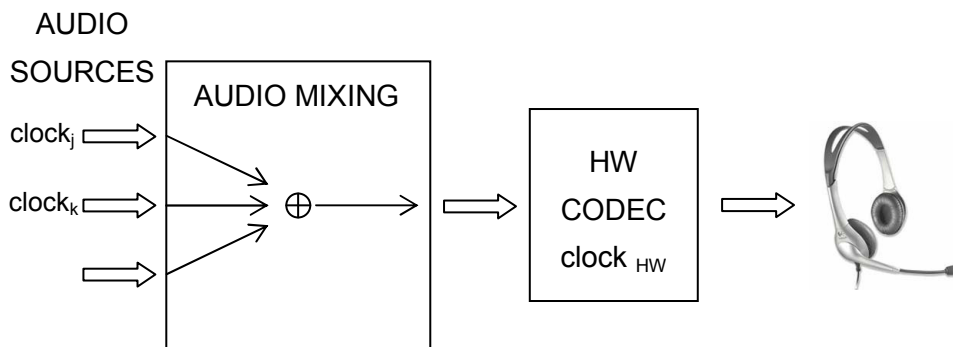 AUDIO
SOURCES
AUDIO MIXING
clockj
clockk
HW
CODEC
clock HW